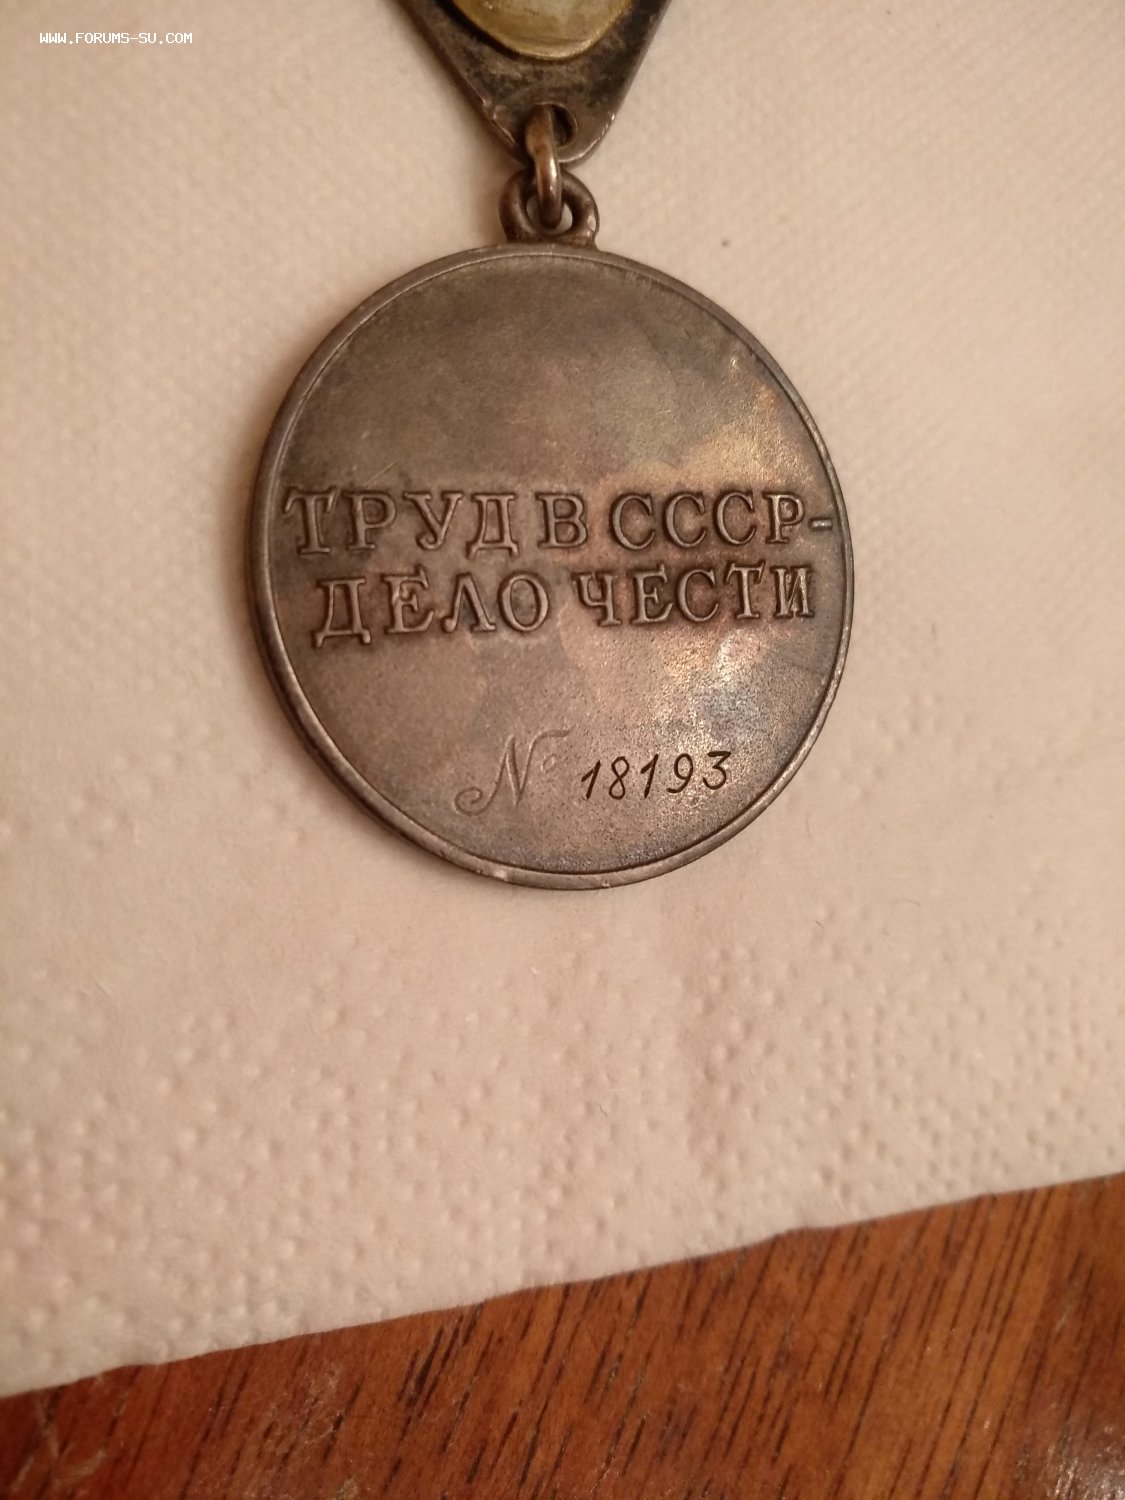 WWW.FORUMS-SU.COM
ТРУД В СССР-
ДЕЛО ЧЕСТИ
№ 18193